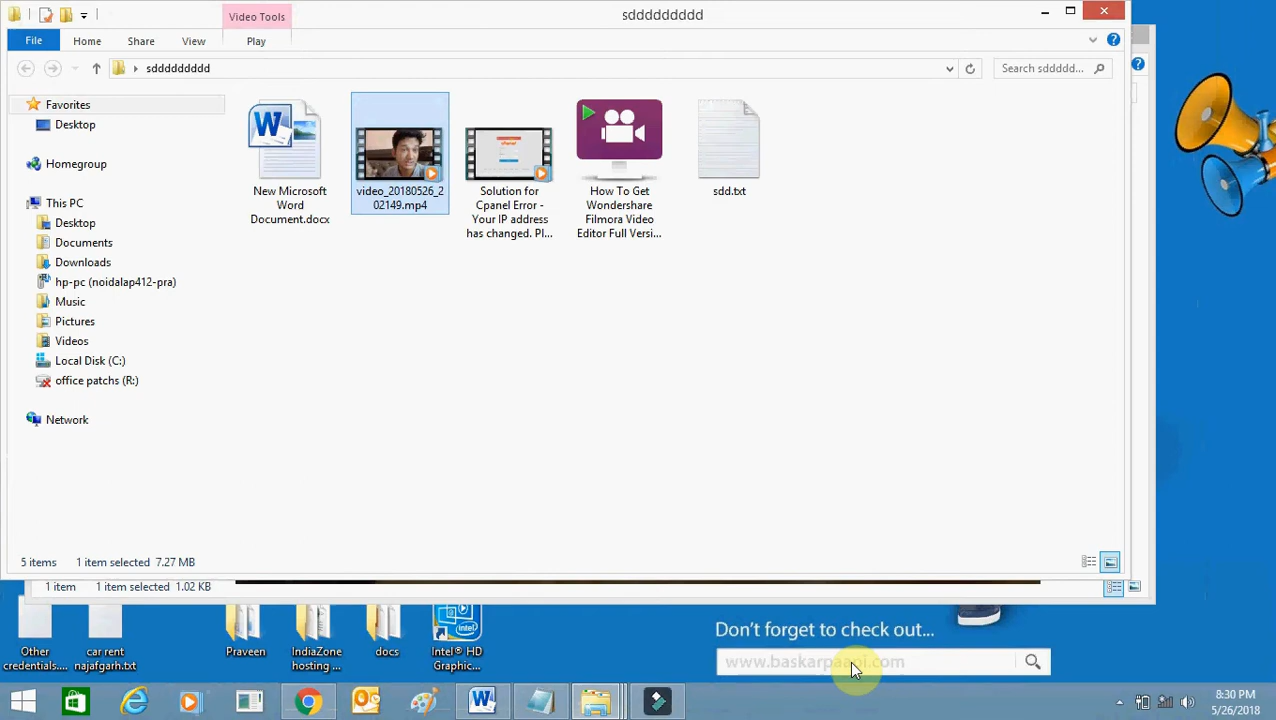 Video Tools
sdddddddddd
File
Home
Share
View
Play
sdddddddddd
Search sddddd...
Favorites
Desktop
Homegroup
This PC
Desktop
Documents
Downloads
hp-pc (noidalap412-pra)
Music
Pictures
Videos
Local Disk (C:)
office patchs (R:)
Network
New Microsoft
Word
Document.docx
video_20180526_2
02149.mp4
Solution for
Cpanel Error -
Your IP address
has changed. Pl...
How To Get
Wondershare
Filmora Video
Editor Full Versi...
sdd.txt
5 items
1 item selected 7.27 MB
1 item
1 item selected 1.02 KB
Other
credentials....
car rent
najafgarh.txt
Praveen
IndiaZone
hosting ...
docs
Intel® HD
Graphic...
Don't forget to check out...
8:30 PM
5/26/2018